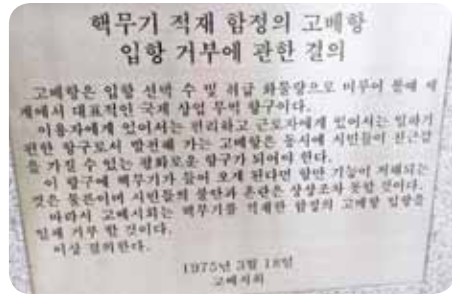 핵무기 적재 함정의 고베항
입항 거부에 관한 결의
고베항은 입항 선박 수 및 취급 화물량으로 미루어 볼때 세
계에서 대표적인 국제 상업 무역 항구이다.
이용자에게 있어서는 편리하고 근로자에게 있어서는 일하기
편한 항구로서 발전해 가는 고베항은 동시에 시민들이 친근감
을 가질 수 있는 평화로운 항구가 되어야 한다.
이 항구에 핵무기가 들어 오게 된다면 항만 기능이 저해되는
것은 물론이며 시민들의 불안과 혼란은 상상조차 못할 것이다.
따라서 고베시회는 핵무기를 적재한 함정의 고베항 입항을
일체 거부 할 것이다.
이상 결의한다.
1975년 3월 18일
고베시회